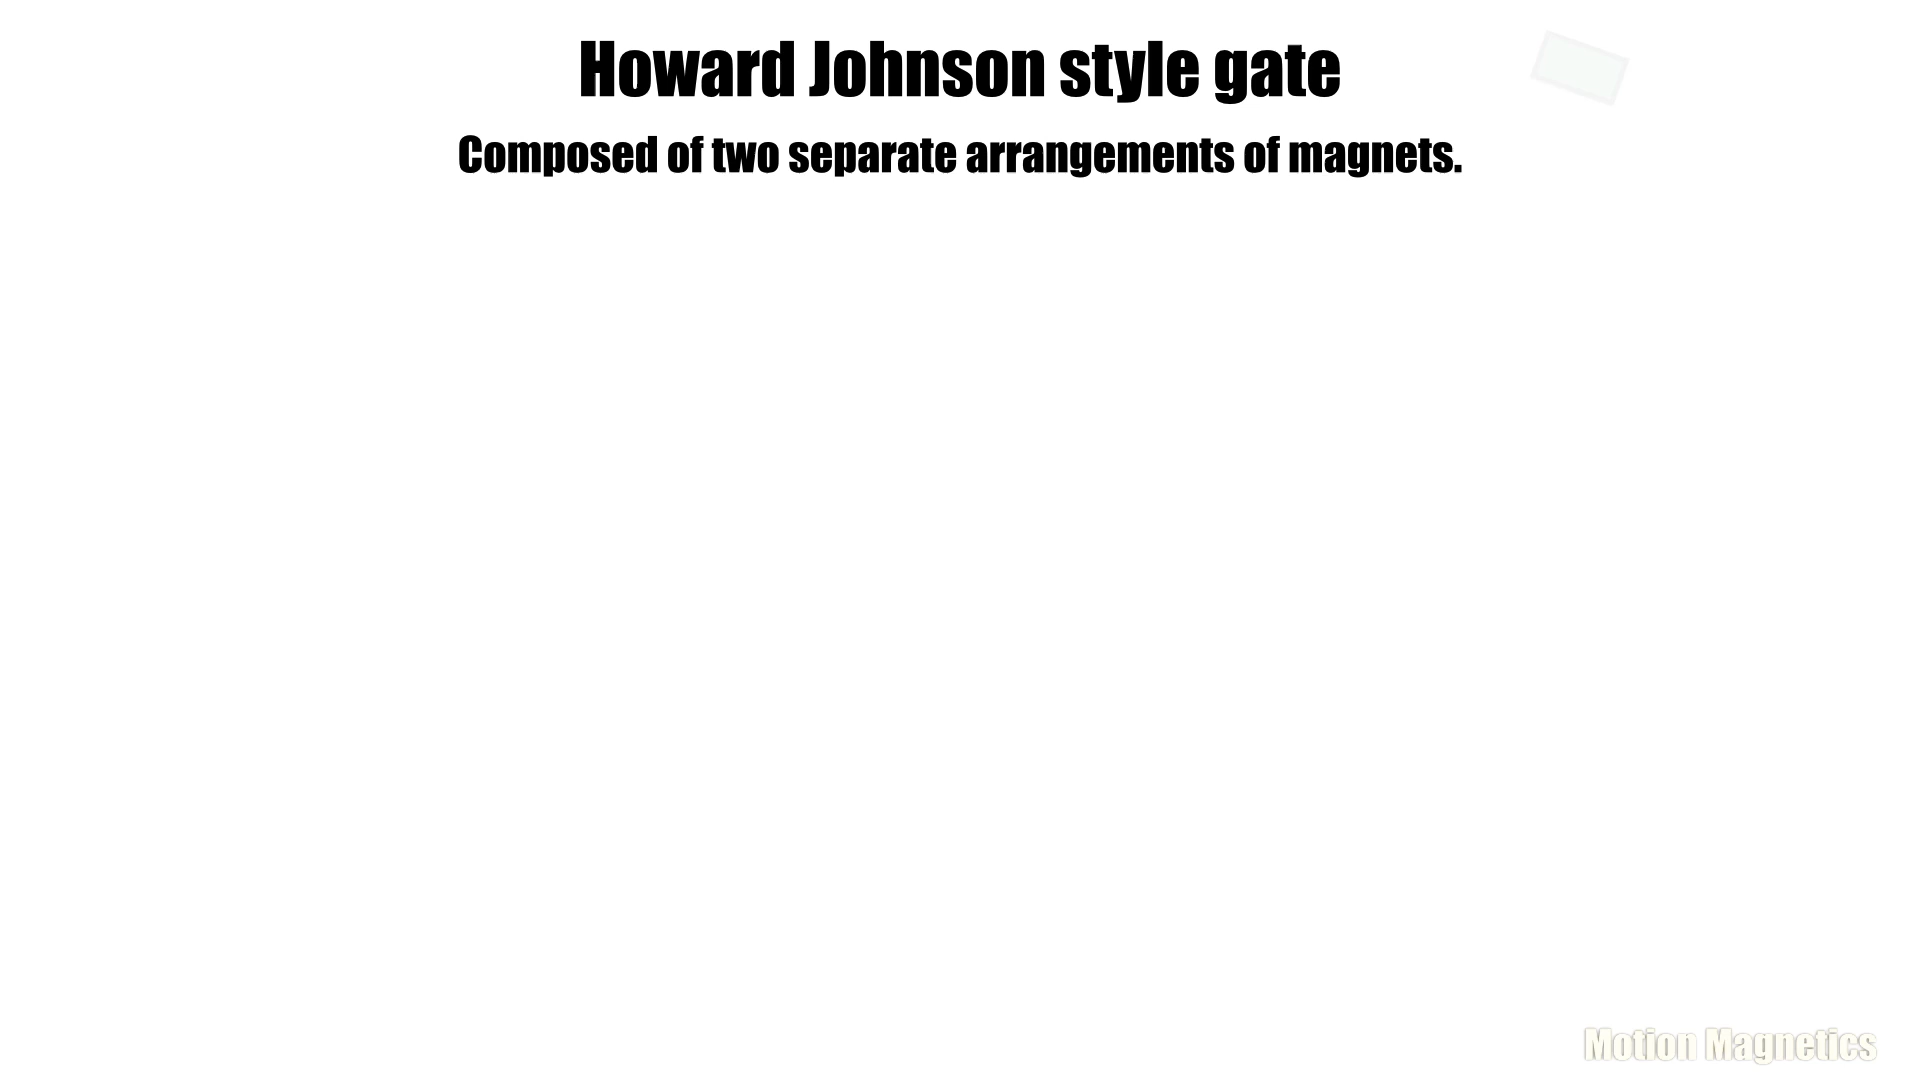 Howard Johnson style gate
Composed of two separate arrangements of magnets.
Motion Magnetics